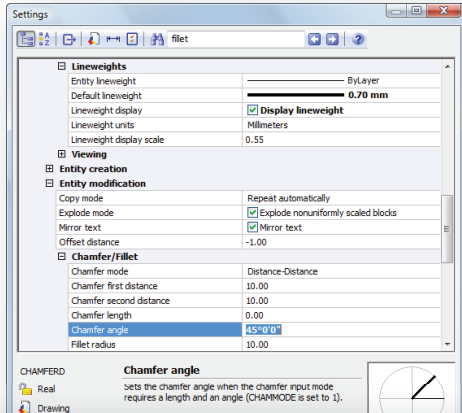 Settings
fillet
Lineweights
Entity lineweight ByLayer
Default lineweight 0.70 mm
Lineweight display Display lineweight
Lineweight units Millimeters
Lineweight display scale 0.55
Viewing
Entity creation
Entity modification
Copy mode Repeat automatically
Explode mode Explode nonuniformly scaled blocks
Mirror text Mirror text
Offset distance -1.00
Chamfer/Fillet
Chamfer mode Distance-Distance
Chamfer first distance 10.00
Chamfer second distance 10.00
Chamfer length 0.00
Chamfer angle 45°0'0"
Fillet radius 10.00
CHAMFERD Chamfer angle
Real Sets the chamfer angle when the chamfer input mode
requires a length and an angle (CHAMMODE is set to 1).
Drawing